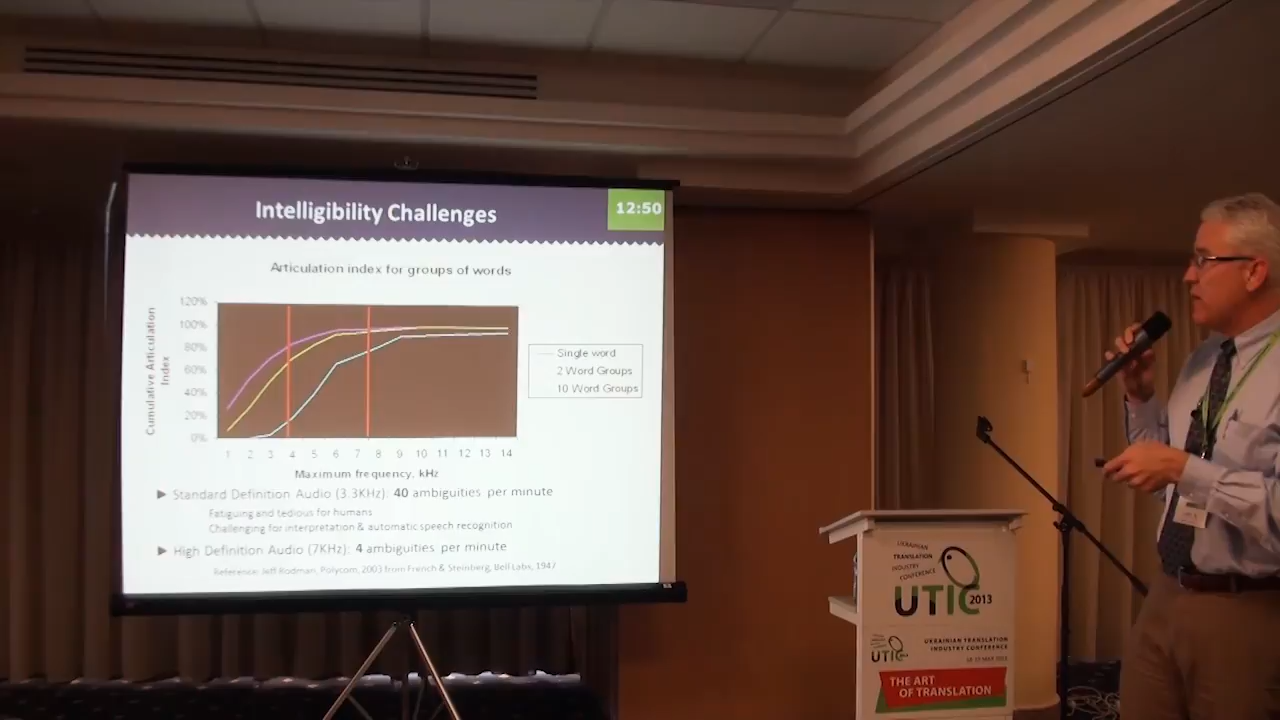 Intelligibility Challenges
12:50
Articulation index for groups of words
Cumulative Articulation
Index
120%
100%
80%
60%
40%
20%
0%
1 2 3 4 5 6 7 8 9 10 11 12 13 14
Maximum frequency, kHz
Single word
2 Word Groups
10 Word Groups
Standard Definition Audio (3.3KHz): 40 ambiguities per minute
Fatiguing and tedious for humans
Challenging for interpretation & automatic speech recognition
High Definition Audio (7KHz): 4 ambiguities per minute
Reference: Jeff Rodman, Polycom, 2003 from French & Steinberg, Bell Labs, 1947
UKRAINIAN
TRANSLATION
INDUSTRY
CONFERENCE
UTIC 2013
UTIC
UKRAINIAN TRANSLATION
INDUSTRY CONFERENCE
THE ART
OF TRANSLATION